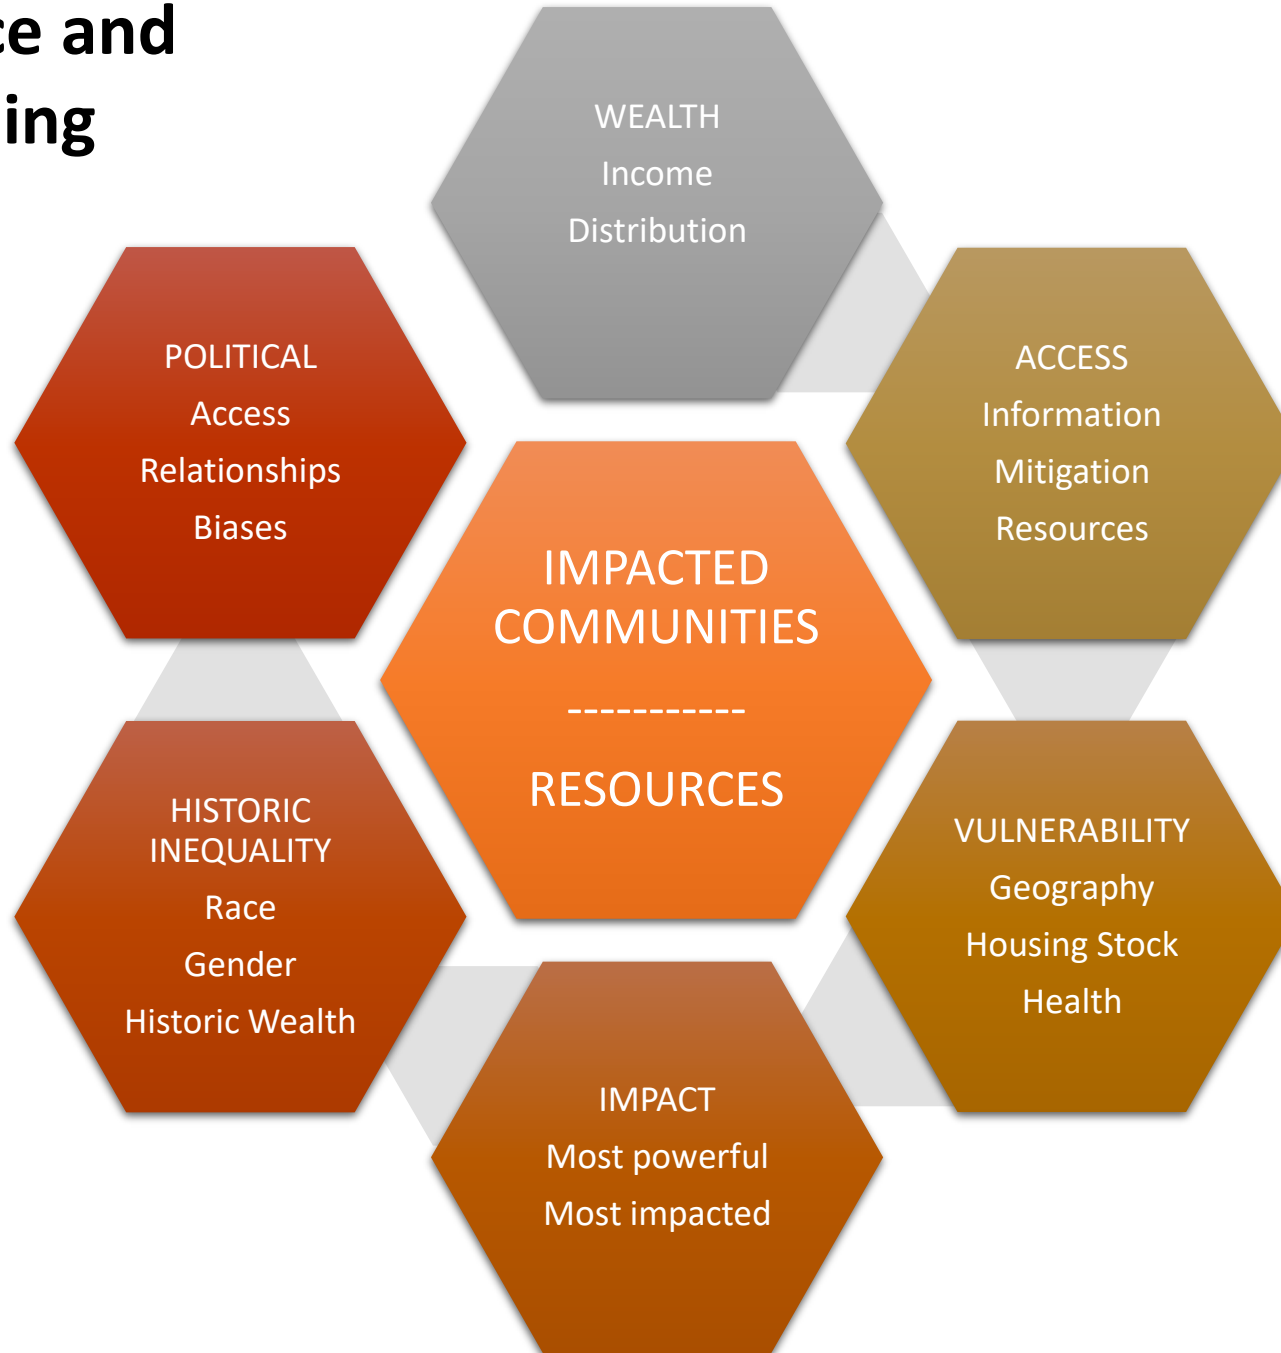 ce and
ing
WEALTH
Income
Distribution
ACCESS
Information
Mitigation
Resources
VULNERABILITY
Geography
Housing Stock
Health
IMPACT
Most powerful
Most impacted
HISTORIC
INEQUALITY
Race
Gender
Historic Wealth
POLITICAL
Access
Relationships
Biases
IMPACTED
COMMUNITIES
-----------
RESOURCES